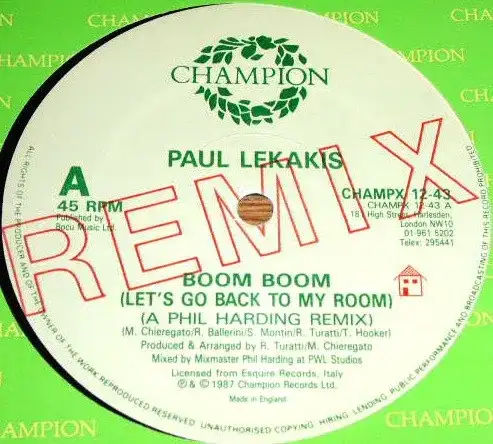 CHAMPION
PAUL LEKAKIS
REMIX
A
45 RPM
Published by
Bocu Music Ltd.
CHAMPX 12-43
CHAMPX 12-43 A
181 High Street, Harlesden,
London NW10
01-961 5202
Telex: 295441
BOOM BOOM
(LET'S GO BACK TO MY ROOM)
(A PHIL HARDING REMIX)
(M. Chieregato/R. Ballerini/S. Montin/R. Turatti/T. Hooker)
Produced & Arranged by R. Turatti/M. Chieregato
Mixed by Mixmaster Phil Harding at PWL Studios
Licensed from Esquire Records, Italy
℗ & © 1987 Champion Records Ltd.
Made in England
ALL RIGHTS OF THE PRODUCER AND OF THE OWNER OF THE WORK REPRODUCED RESERVED. UNAUTHORISED COPYING, HIRING, LENDING, PUBLIC PERFORMANCE AND BROADCASTING OF THIS RECORD PROHIBITED
CHAMPION
CHAMPION
CHAMPION
CHAMPION
CHAMPION